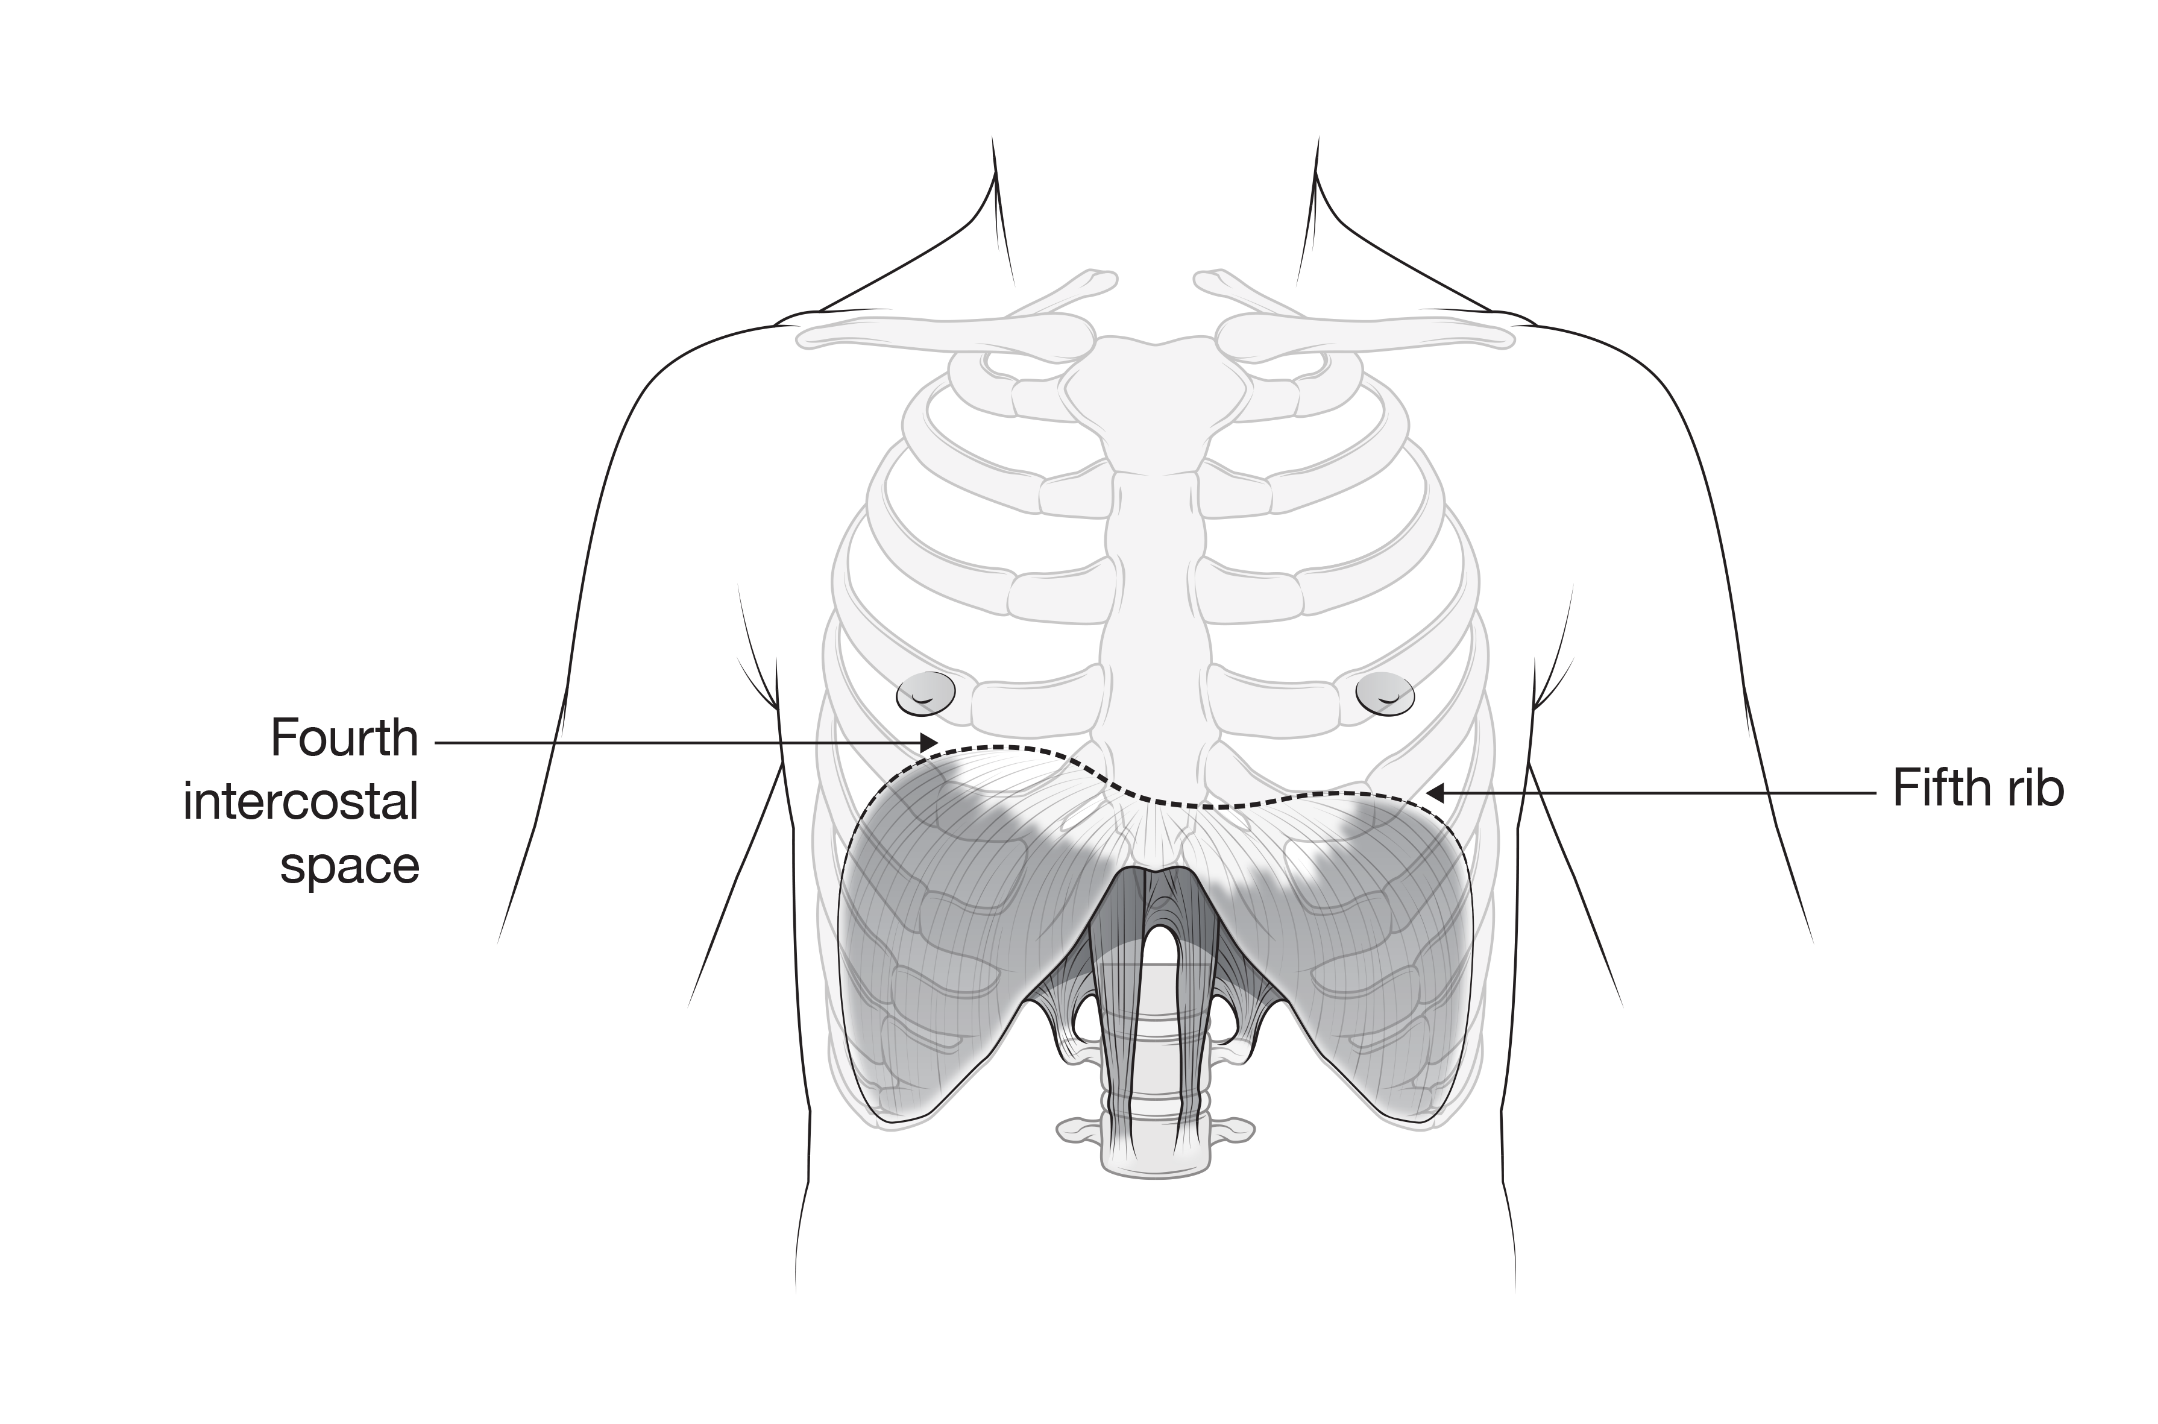 Fourth
intercostal
space
Fifth rib